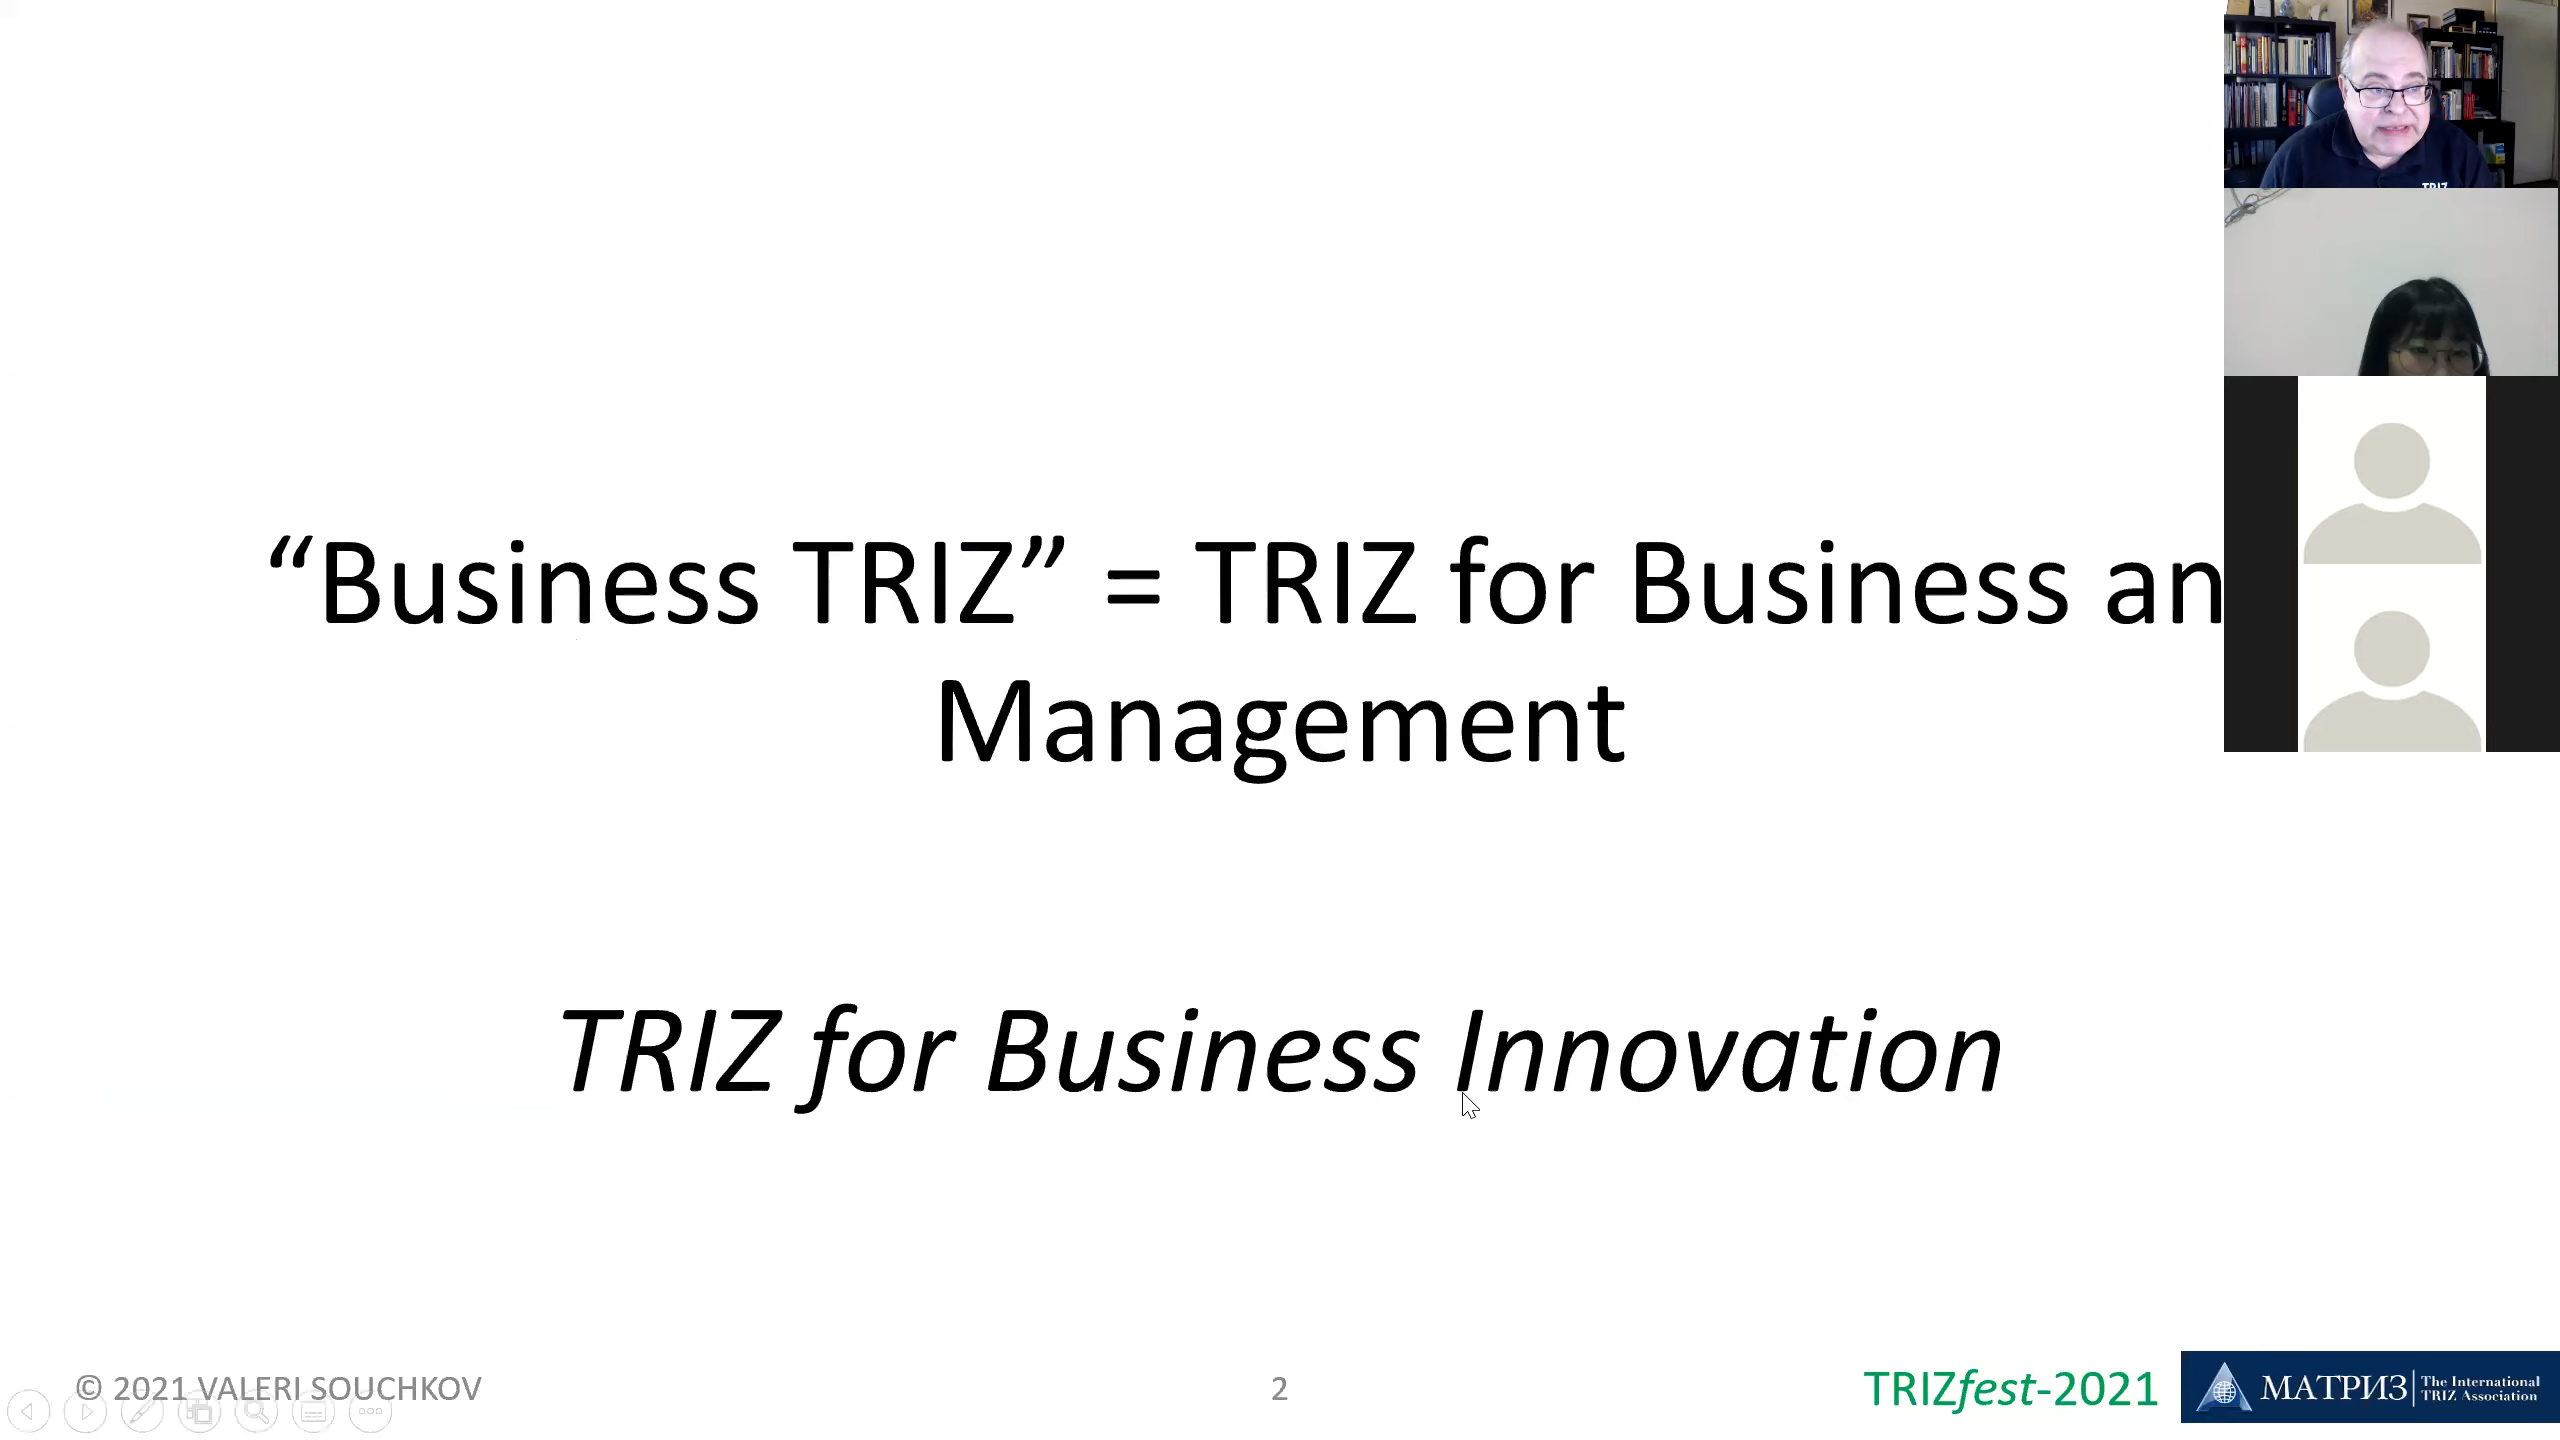 “Business TRIZ” = TRIZ for Business an
Management
TRIZ for Business Innovation
© 2021 VALERI SOUCHKOV
2
TRIZfest-2021
МАТРИЗ
The International
TRIZ Association
TRIZ